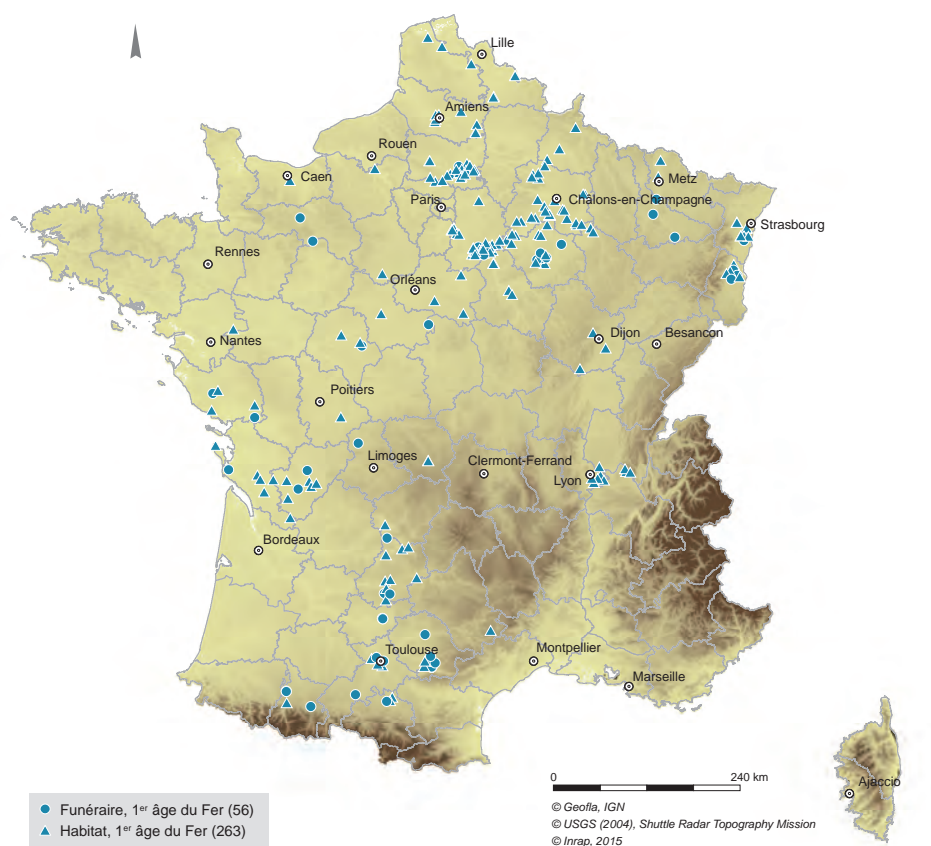 Lille
Amiens
Rouen
Caen
Metz
Paris
Châlons-en-Champagne
Strasbourg
Rennes
Orléans
Nantes
Dijon
Besancon
Poitiers
Limoges
Clermont-Ferrand
Lyon
Bordeaux
Toulouse
Montpellier
Marseille
Ajaccio
0 240 km
Funéraire, 1er âge du Fer (56)
Habitat, 1er âge du Fer (263)
© Geofla, IGN
© USGS (2004), Shuttle Radar Topography Mission
© Inrap, 2015